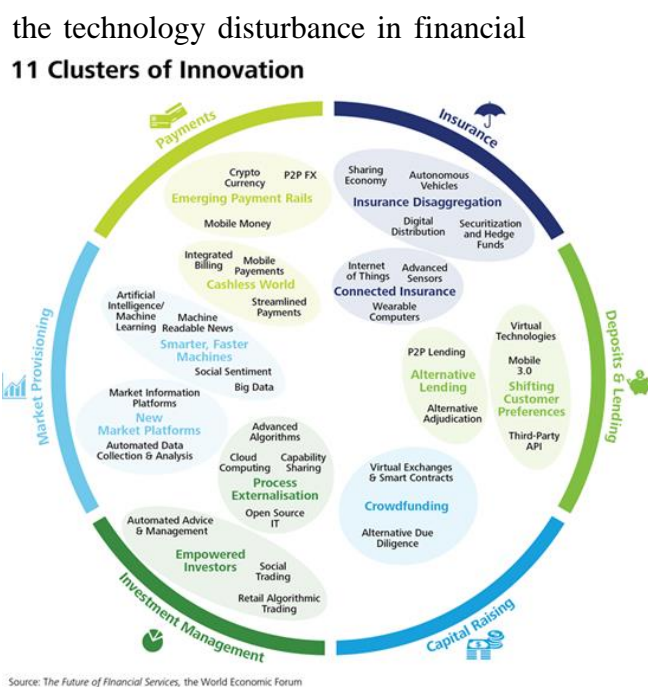 the technology disturbance in financial
11 Clusters of Innovation
Payments
Insurance
Crypto
Currency
P2P FX
Emerging Payment Rails
Mobile Money
Sharing
Economy
Autonomous
Vehicles
Insurance Disaggregation
Digital
Distribution
Securitization
and Hedge
Funds
Integrated
Billing
Mobile
Payments
Cashless World
Streamlined
Payments
Internet
of Things
Advanced
Sensors
Connected Insurance
Wearable
Computers
Market Provisioning
Artificial
Intelligence/
Machine
Learning
Machine
Readable News
Smarter, Faster
Machines
Social Sentiment
Big Data
Deposits & Lending
P2P Lending
Alternative
Lending
Alternative
Adjudication
Virtual
Technologies
Mobile
3.0
Shifting
Customer
Preferences
Third-Party
API
Market Information
Platforms
New
Market Platforms
Automated Data
Collection & Analysis
Advanced
Algorithms
Cloud
Computing
Capability
Sharing
Process
Externalisation
Open Source
IT
Virtual Exchanges
& Smart Contracts
Crowdfunding
Alternative Due
Diligence
Automated Advice
& Management
Empowered
Investors
Social
Trading
Retail Algorithmic
Trading
Investment Management
Capital Raising
Source: The Future of Financial Services, the World Economic Forum